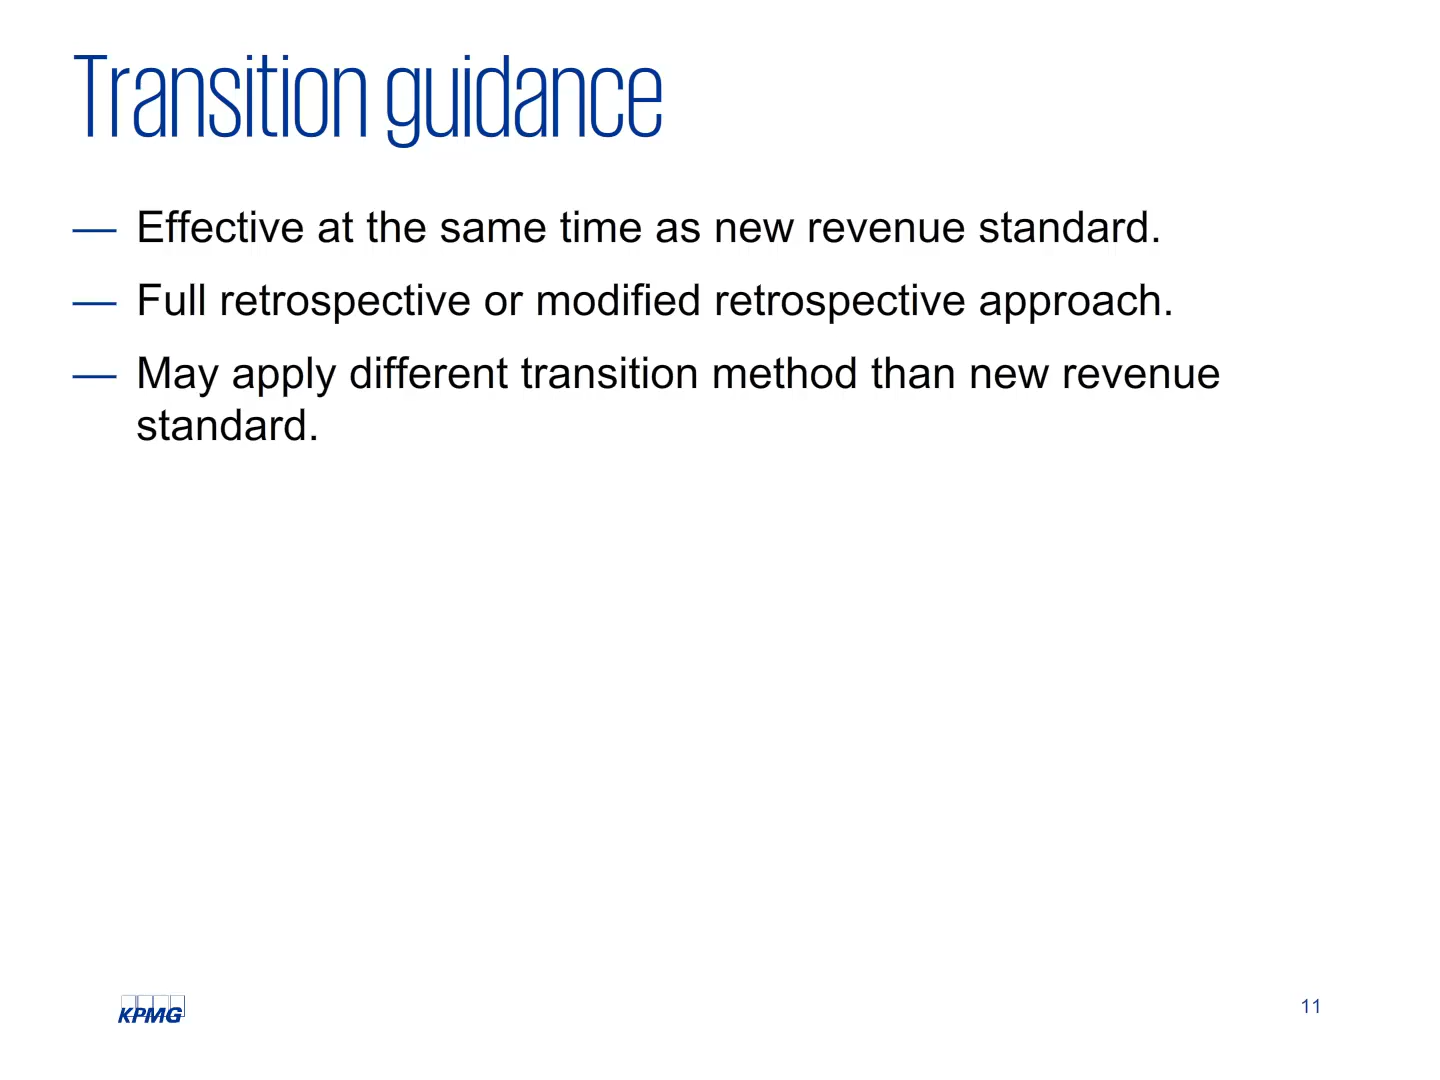 Transition guidance
— Effective at the same time as new revenue standard.
— Full retrospective or modified retrospective approach.
— May apply different transition method than new revenue
standard.
KPMG
11